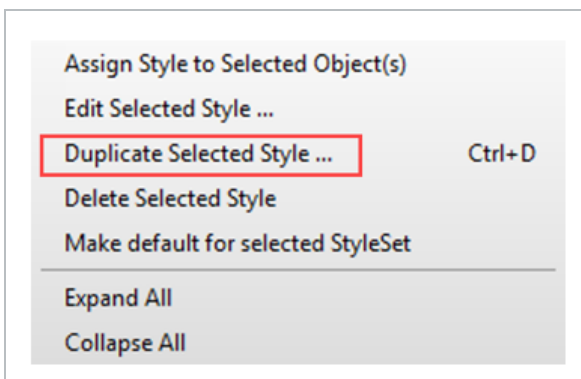 Assign Style to Selected Object(s)
Edit Selected Style ...
Duplicate Selected Style ... Ctrl+D
Delete Selected Style
Make default for selected StyleSet
Expand All
Collapse All